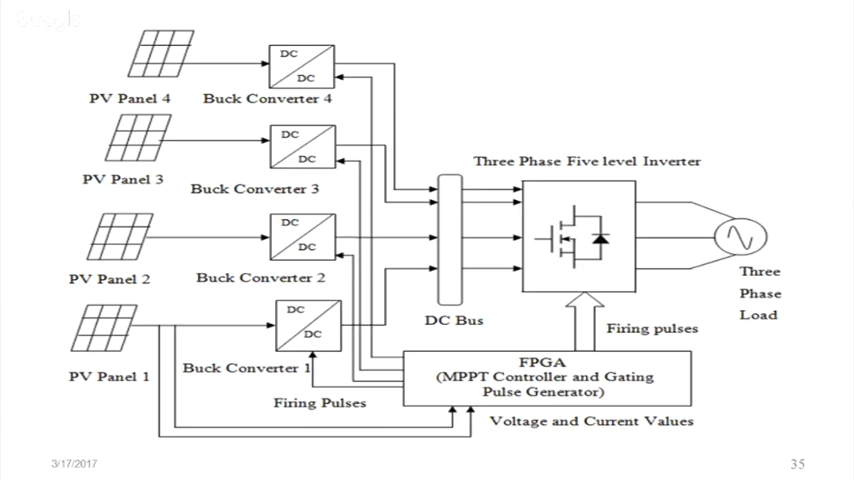 Google
DC
DC
PV Panel 4
Buck Converter 4
DC
DC
Three Phase Five level Inverter
PV Panel 3
Buck Converter 3
DC
DC
PV Panel 2
Buck Converter 2
Three
Phase
Load
DC
DC
DC Bus
Firing pulses
PV Panel 1
Buck Converter 1
FPGA
(MPPT Controller and Gating
Pulse Generator)
Firing Pulses
Voltage and Current Values
3/17/2017
35